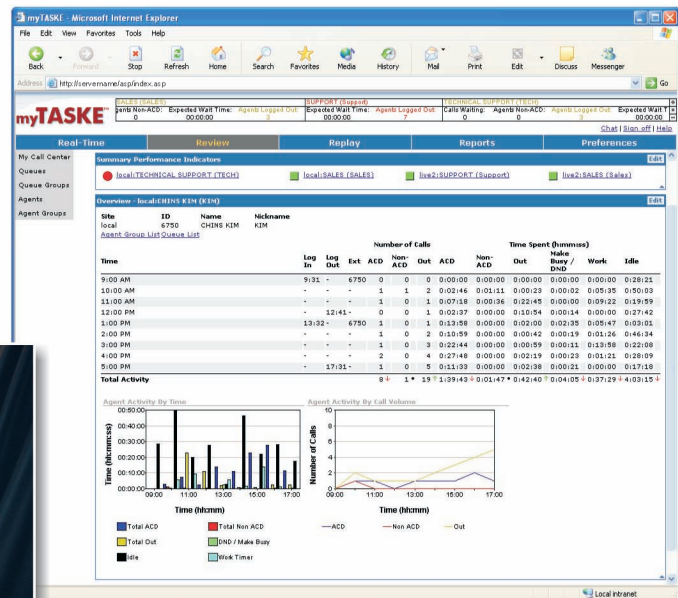 myTASKE - Microsoft Internet Explorer
File Edit View Favorites Tools Help
Back Forward Stop Refresh Home Search Favorites Media History Mail Print Edit Discuss Messenger
Address http://servername/asp/index.asp Go
myTASKE™
SALES (SALES) SUPPORT (Support) TECHNICAL SUPPORT (TECH)
gents Non-ACD: Expected Wait Time: Agents Logged Out: Expected Wait Time: Agents Logged Out: Calls Waiting: Agents Non-ACD: Agents Logged Out: Expected Wait T
0 00:00:00 3 00:00:00 7 0 0 3 00:00:00
Chat | Sign off | Help
Real-Time Review Replay Reports Preferences
My Call Center
Queues
Queue Groups
Agents
Agent Groups
Summary Performance Indicators Edit
local:TECHNICAL SUPPORT (TECH) local:SALES (SALES) live2:SUPPORT (Support) live2:SALES (Sales)
Overview - local:CHINS KIM (KIM) Edit
Site ID Name Nickname
local 6750 CHINS KIM KIM
Agent Group List Queue List
Number of Calls Time Spent (h:mm:ss)
Time Log In Log Out Ext ACD Non-ACD Out ACD Non-ACD Out Make Busy / DND Work Idle
9:00 AM 9:31 - 6750 0 0 0 0:00:00 0:00:00 0:00:00 0:00:00 0:00:00 0:28:21
10:00 AM - - - 1 1 2 0:02:46 0:01:11 0:00:23 0:00:02 0:05:35 0:50:03
11:00 AM - - - 1 0 1 0:07:18 0:00:36 0:22:45 0:00:00 0:09:22 0:19:59
12:00 PM - 12:41 - 0 0 1 0:02:37 0:00:00 0:10:54 0:00:14 0:00:00 0:27:42
1:00 PM 13:32 - 6750 1 0 1 0:13:58 0:00:00 0:02:00 0:02:35 0:05:47 0:03:01
2:00 PM - - - 1 0 2 0:10:59 0:00:00 0:00:42 0:00:19 0:01:26 0:46:34
3:00 PM - - - 1 0 3 0:22:44 0:00:00 0:00:59 0:00:11 0:13:58 0:22:08
4:00 PM - - - 2 0 4 0:27:48 0:00:00 0:02:19 0:00:23 0:01:21 0:28:09
5:00 PM - 17:31 - 1 0 5 0:11:33 0:00:00 0:02:38 0:00:21 0:00:00 0:17:18
Total Activity 8 1 19 1:39:43 0:01:47 0:42:40 0:04:05 0:37:29 4:03:15
Agent Activity By Time Agent Activity By Call Volume
Time (hh:mm:ss)
00:50:00
00:40:00
00:30:00
00:20:00
00:10:00
00:00:00
09:00 11:00 13:00 15:00 17:00
Time (hh:mm)
Total ACD Total Non ACD
Total Out DND / Make Busy
Idle Work Timer
Number of Calls
10
8
6
4
2
0
09:00 11:00 13:00 15:00 17:00
Time (hh:mm)
ACD Non ACD Out
Local intranet